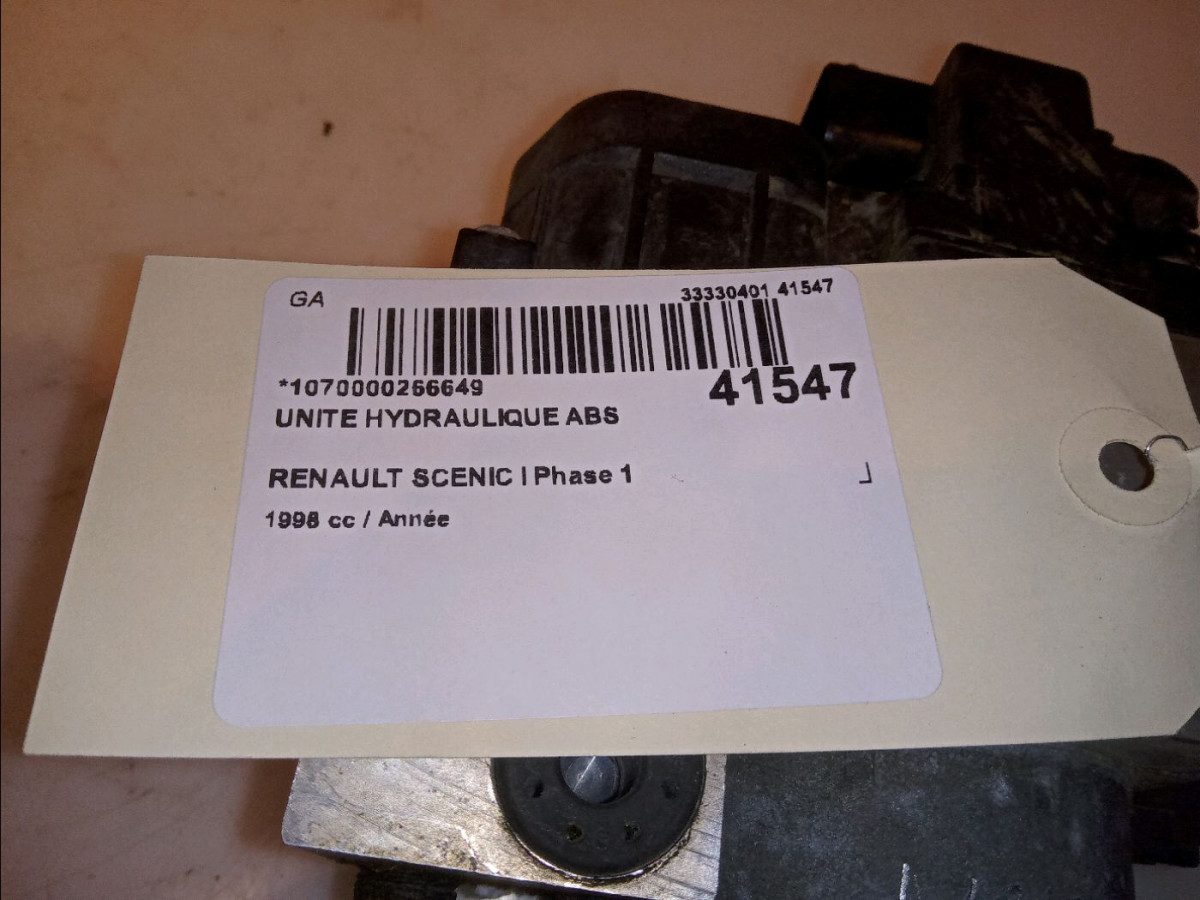 GA
33330401 41547
*1070000266649
41547
UNITE HYDRAULIQUE ABS
RENAULT SCENIC I Phase 1
1998 cc / Année